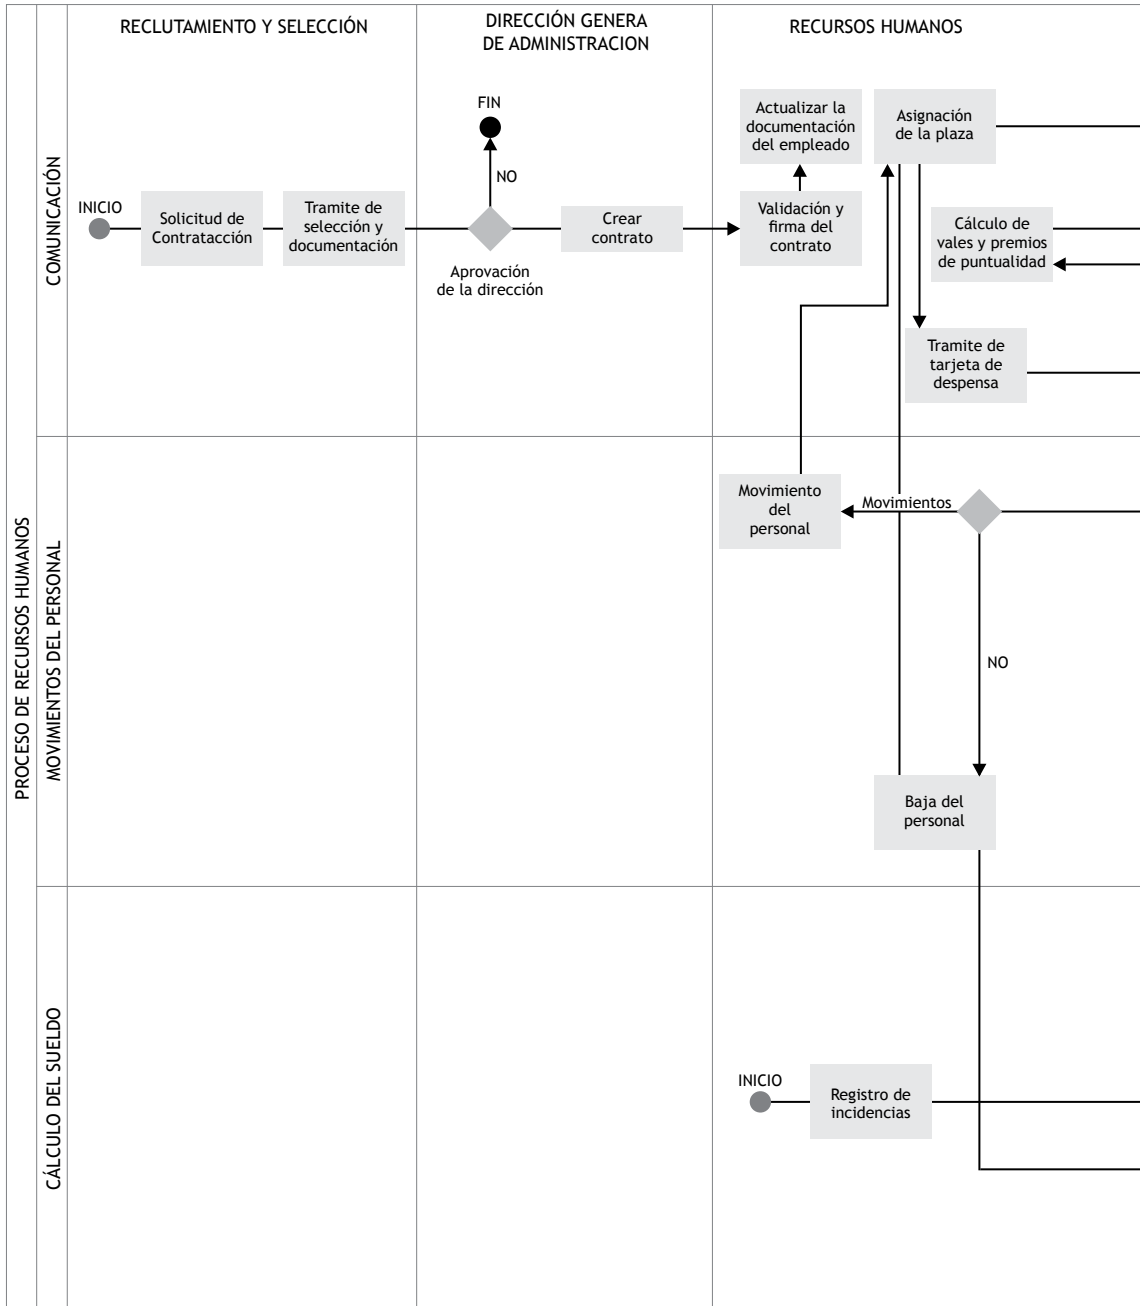 RECLUTAMIENTO Y SELECCIÓN
DIRECCIÓN GENERA
DE ADMINISTRACION
RECURSOS HUMANOS
PROCESO DE RECURSOS HUMANOS
COMUNICACIÓN
INICIO
Solicitud de
Contratacción
Tramite de
selección y
documentación
FIN
NO
Aprovación
de la dirección
Crear
contrato
Actualizar la
documentación
del empleado
Validación y
firma del
contrato
Asignación
de la plaza
Cálculo de
vales y premios
de puntualidad
Tramite de
tarjeta de
despensa
MOVIMIENTOS DEL PERSONAL
Movimiento
del
personal
Movimientos
NO
Baja del
personal
CÁLCULO DEL SUELDO
INICIO
Registro de
incidencias